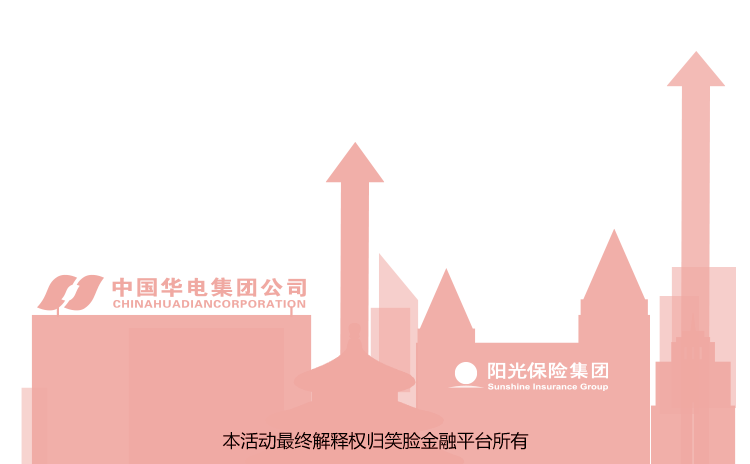 中国华电集团公司
CHINAHUADIANCORPORATION
阳光保险集团
Sunshine Insurance Group
本活动最终解释权归笑脸金融平台所有